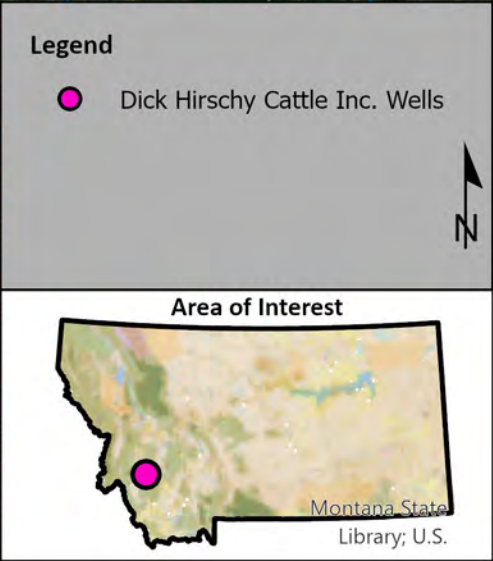 Legend
Dick Hirschy Cattle Inc. Wells
N
Area of Interest
Montana State
Library; U.S.